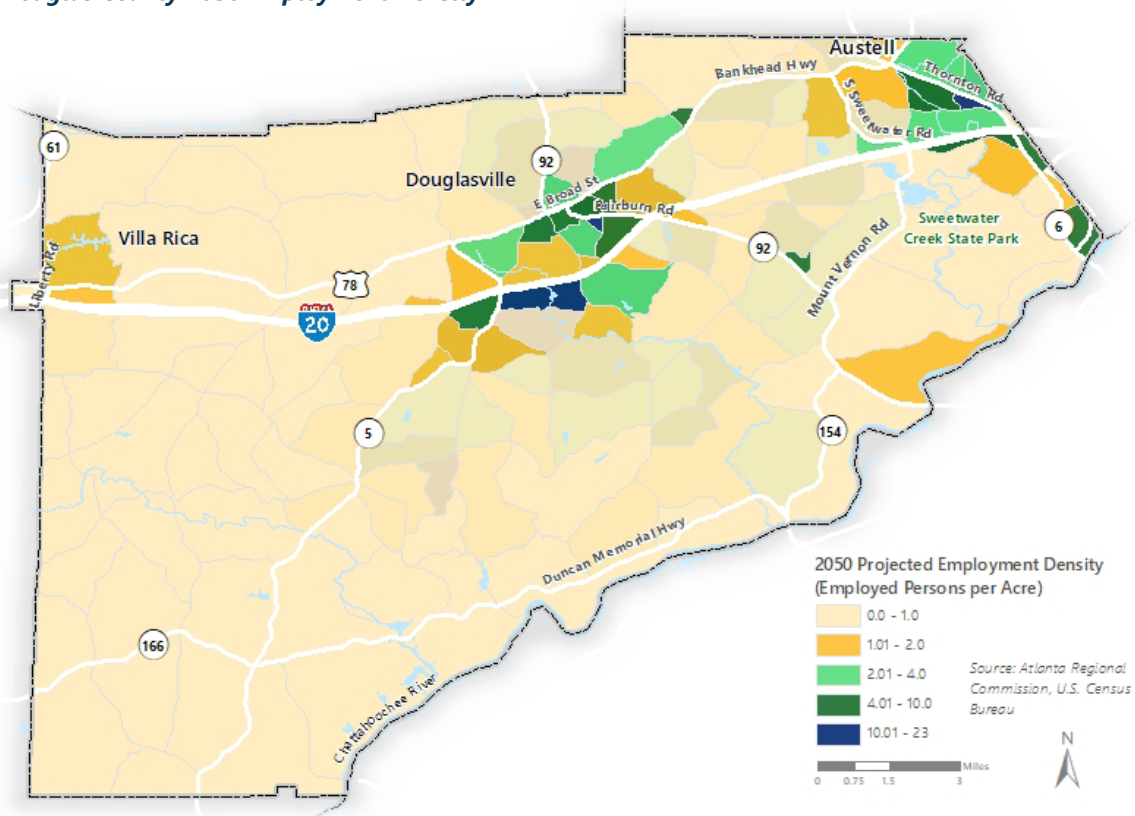 Austell
Bankhead Hwy
Thornton Rd
S Sweetwater Rd
61
92
Douglasville
E Broad St
Fairburn Rd
Villa Rica
Liberty Rd
78
20
92
Mount Vernon Rd
Sweetwater
Creek State Park
6
5
154
Duncan Memorial Hwy
166
Chattahoochee River
2050 Projected Employment Density
(Employed Persons per Acre)
0.0 - 1.0
1.01 - 2.0
2.01 - 4.0
4.01 - 10.0
10.01 - 23
Source: Atlanta Regional
Commission, U.S. Census
Bureau
N
Miles
0 0.75 1.5 3